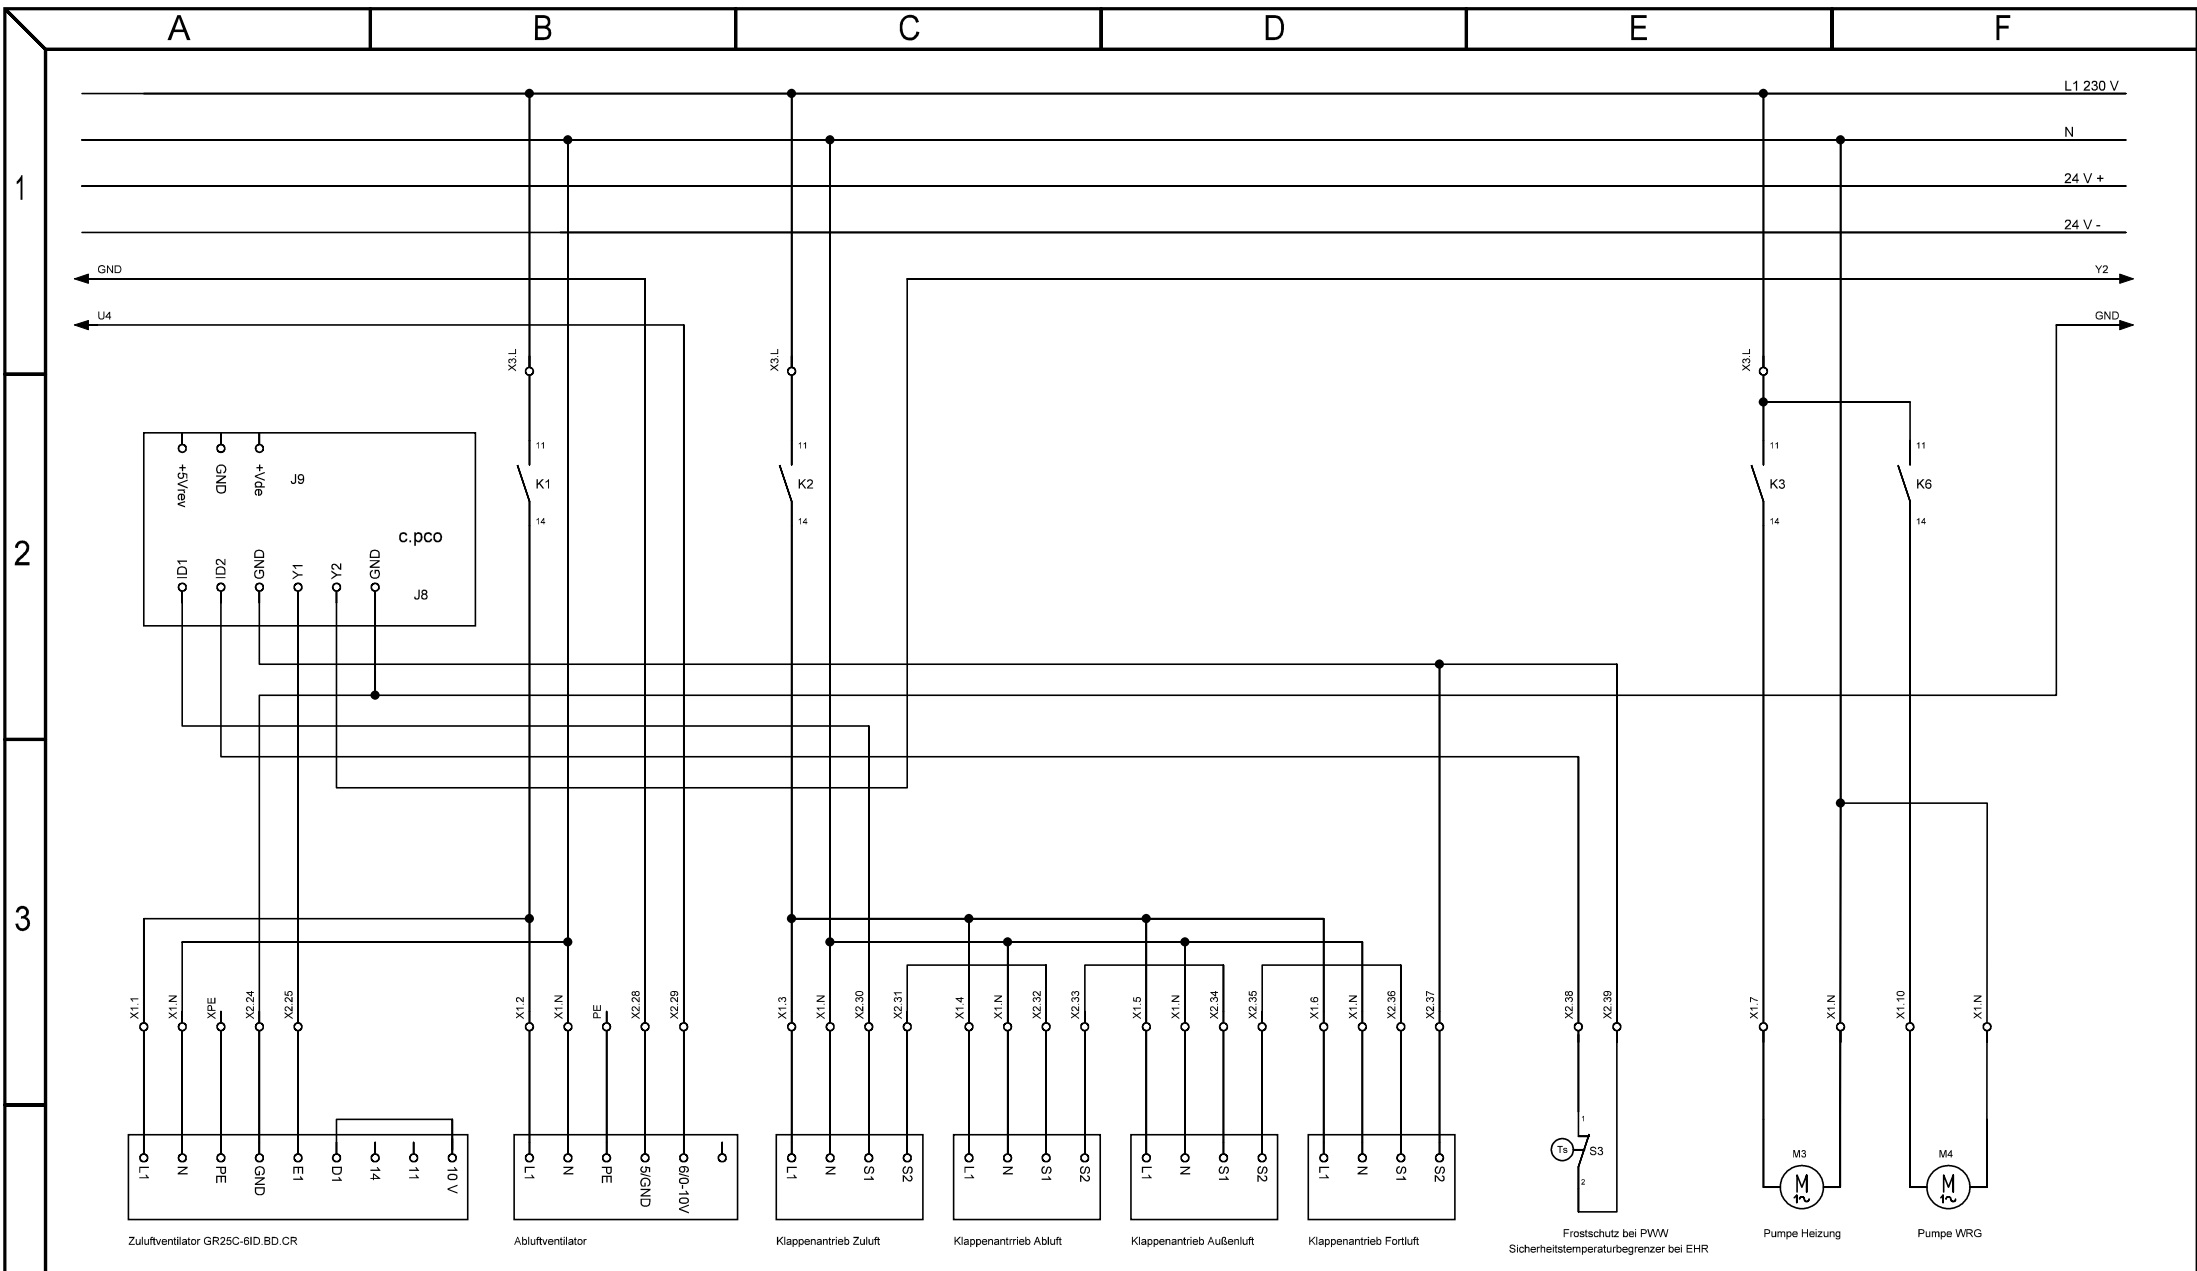 A B C D E F
L1 230 V
N
1
24 V +
24 V -
GND
Y2
U4
GND
X3.L X3.L X3.L
11 11 11 11
+5Vrev GND +Vde J9
K1 K2 K3 K6
14 14 14 14
c.pco
2
ID1 ID2 GND Y1 Y2 GND
J8
3
X1.1 X1.N XPE X2.24 X2.25 X1.2 X1.N PE X2.28 X2.29 X1.3 X1.N X2.30 X2.31 X1.4 X1.N X2.32 X2.33 X1.5 X1.N X2.34 X2.35 X1.6 X1.N X2.36 X2.37 X2.38 X2.39 X1.7 X1.N X1.10 X1.N
1
Ts S3
2
M3 M4
M M
1~ 1~
L1 N PE GND E1 D1 14 11 10 V
L1 N PE 5/GND 6/0-10V
L1 N S1 S2
L1 N S1 S2
L1 N S1 S2
L1 N S1 S2
Zuluftventilator GR25C-6ID.BD.CR
Abluftventilator
Klappenantrieb Zuluft
Klappenantrrieb Abluft
Klappenantrieb Außenluft
Klappenantrieb Fortluft
Frostschutz bei PWW
Sicherheitstemperaturbegrenzer bei EHR
Pumpe Heizung
Pumpe WRG